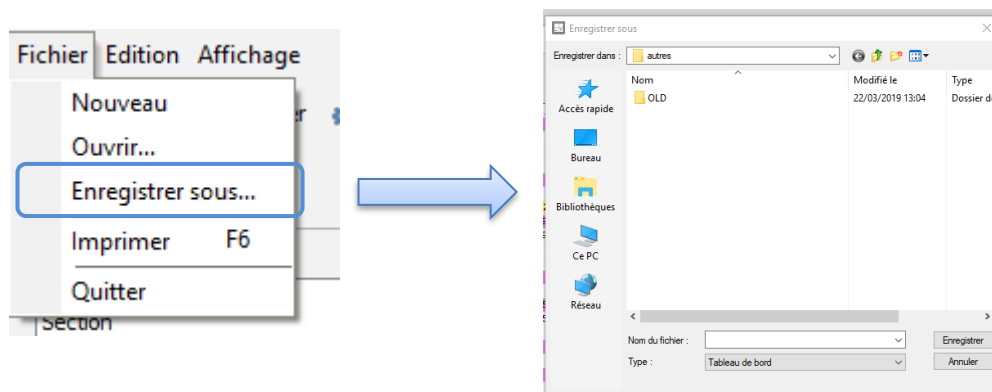 Fichier Edition Affichage
Nouveau
Ouvrir...
Enregistrer sous...
Imprimer F6
Quitter
Section
Enregistrer sous
Enregistrer dans : autres
Nom Modifié le Type
OLD 22/03/2019 13:04 Dossier de
Accès rapide
Bureau
Bibliothèques
Ce PC
Réseau
Nom du fichier : Enregistrer
Type : Tableau de bord Annuler